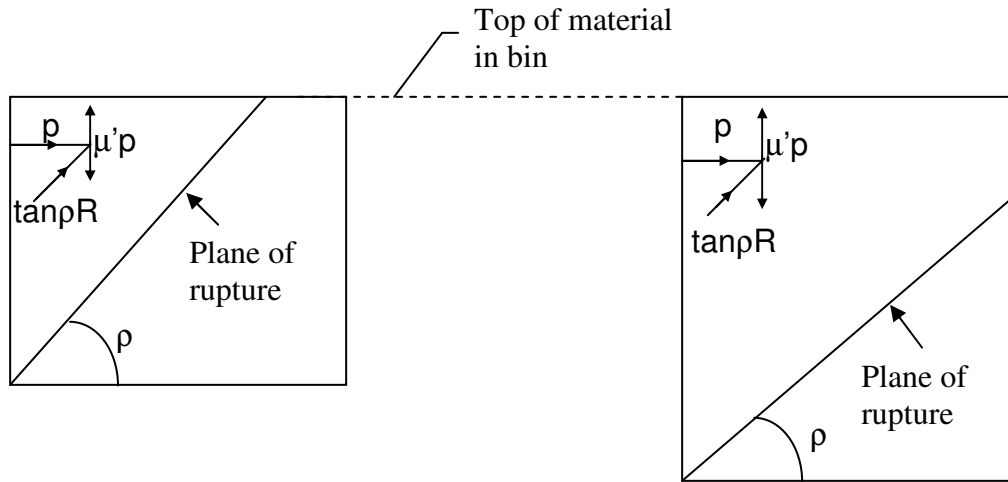 Top of material
in bin
p
μ'p
tanρR
Plane of
rupture
ρ
p
μ'p
tanρR
Plane of
rupture
ρ